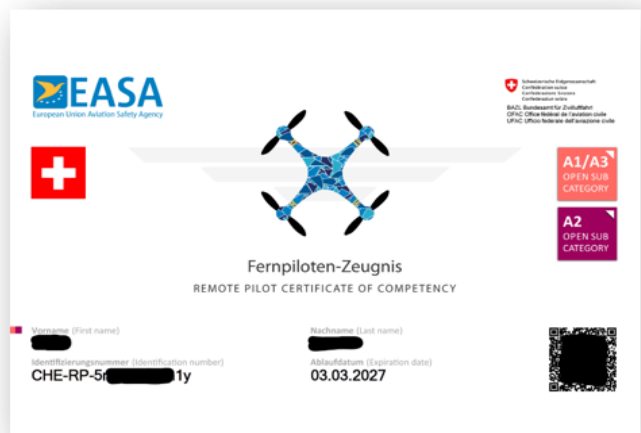 EASA
European Union Aviation Safety Agency
Schweizerische Eidgenossenschaft
Confédération suisse
Confederazione Svizzera
Confederaziun svizra
BAZL Bundesamt für Zivilluftfahrt
OFAC Office fédéral de l'aviation civile
UFAC Ufficio federale dell'aviazione civile
A1/A3
OPEN SUB
CATEGORY
A2
OPEN SUB
CATEGORY
Fernpiloten-Zeugnis
REMOTE PILOT CERTIFICATE OF COMPETENCY
Vorname (First name)
Nachname (Last name)
Identifizierungsnummer (Identification number)
Ablaufdatum (Expiration date)
CHE-RP-5r 1y
03.03.2027